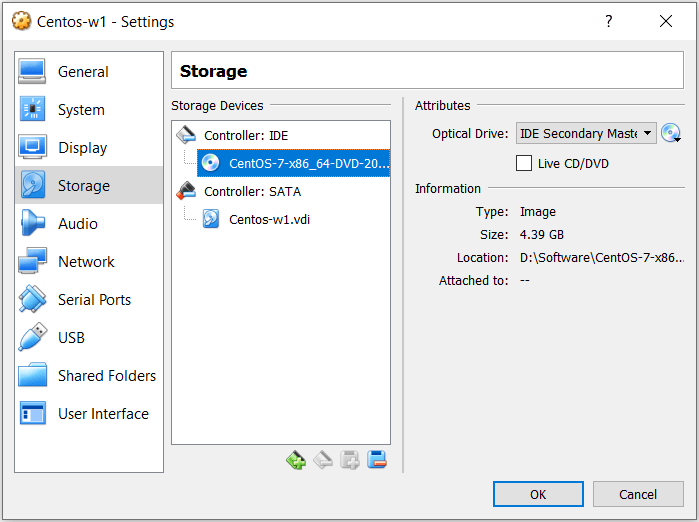 Centos-w1 - Settings
?
General
System
Display
Storage
Audio
Network
Serial Ports
USB
Shared Folders
User Interface
Storage
Storage Devices
Controller: IDE
CentOS-7-x86_64-DVD-20...
Controller: SATA
Centos-w1.vdi
Attributes
Optical Drive: IDE Secondary Maste
Live CD/DVD
Information
Type: Image
Size: 4.39 GB
Location: D:\Software\CentOS-7-x86...
Attached to: --
OK Cancel